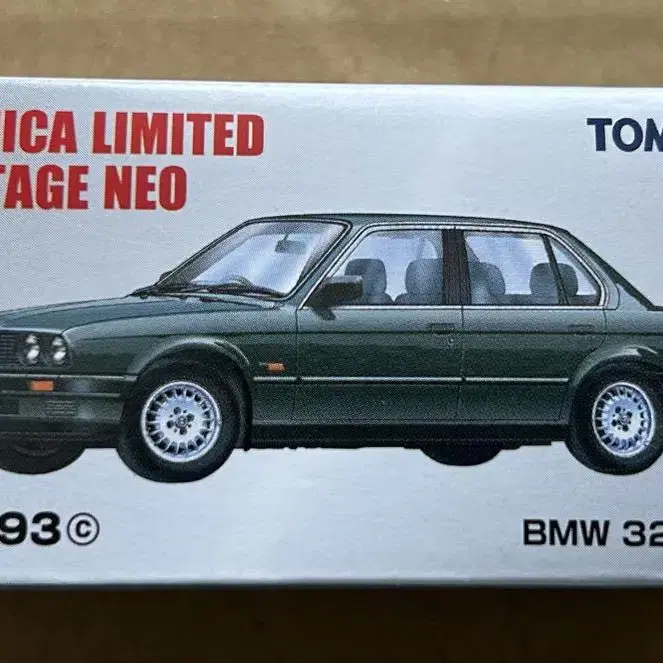 ICA LIMITED
TOM
TAGE NEO
93©
BMW 32